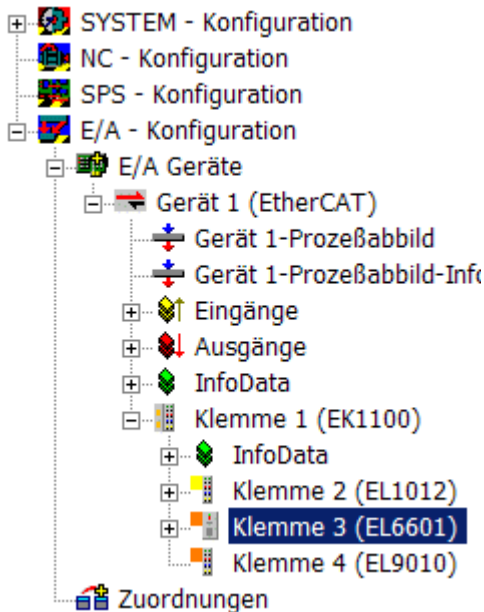 SYSTEM - Konfiguration
NC - Konfiguration
SPS - Konfiguration
E/A - Konfiguration
E/A Geräte
Gerät 1 (EtherCAT)
Gerät 1-Prozeßabbild
Gerät 1-Prozeßabbild-Info
Eingänge
Ausgänge
InfoData
Klemme 1 (EK1100)
InfoData
Klemme 2 (EL1012)
Klemme 3 (EL6601)
Klemme 4 (EL9010)
Zuordnungen